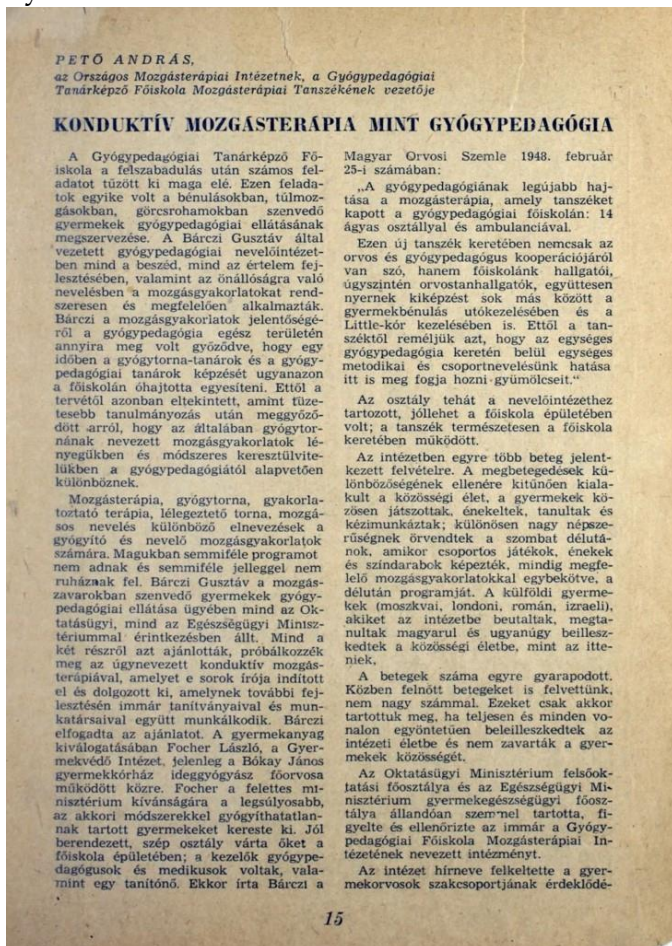 PETŐ ANDRÁS,
az Országos Mozgásterápiai Intézetnek, a Gyógypedagógiai
Tanárképző Főiskola Mozgásterápiai Tanszékének vezetője
KONDUKTÍV MOZGÁSTERÁPIA MINT GYÓGYPEDAGÓGIA
A Gyógypedagógiai Tanárképző Fő-
iskola a felszabadulás után számos fel-
adatot tűzött ki maga elé. Ezen felada-
tok egyike volt a bénulásokban, túlmoz-
gásokban, görcsrohamokban szenvedő
gyermekek gyógypedagógiai ellátásának
megszervezése. A Bárczi Gusztáv által
vezetett gyógypedagógiai nevelőintézet-
ben mind a beszéd, mind az értelem fej-
lesztésében, valamint az önállóságra való
nevelésben a mozgásgyakorlatokat rend-
szeresen és megfelelően alkalmazták.
Bárczi a mozgásgyakorlatok jelentőségé-
ről a gyógypedagógia egész területén
annyira meg volt győződve, hogy egy
időben a gyógytorna-tanárok és a gyógy-
pedagógiai tanárok képzését ugyanazon
a főiskolán óhajtotta egyesíteni. Ettől a
tervétől azonban eltekintett, amint tüze-
tesebb tanulmányozás után meggyőző-
dött arról, hogy az általában gyógytor-
nának nevezett mozgásgyakorlatok lé-
nyegükben és módszeres keresztülvite-
lükben a gyógypedagógiától alapvetően
különböznek.
Mozgásterápia, gyógytorna, gyakorla-
toztató terápia, lélegeztető torna, mozgá-
sos nevelés különböző elnevezések a
gyógyító és nevelő mozgásgyakorlatok
számára. Magukban semmiféle programot
nem adnak és semmiféle jelleggel nem
ruháznak fel. Bárczi Gusztáv a mozgás-
zavarokban szenvedő gyermekek gyógy-
pedagógiai ellátása ügyében mind az Ok-
tatásügyi, mind az Egészségügyi Minisz-
tériummal érintkezésben állt. Mind a
két részről azt ajánlották, próbálkozzék
meg az úgynevezett konduktív mozgás-
terápiával, amelyet e sorok írója indított
el és dolgozott ki, amelynek további fej-
lesztésén immár tanítványaival és mun-
katársaival együtt munkálkodik. Bárczi
elfogadta az ajánlatot. A gyermekanyag
kiválogatásában Focher László, a Gyer-
mekvédő Intézet, jelenleg a Bókay János
gyermekkórház ideggyógyász főorvosa
működött közre. Focher a felettes mi-
nisztérium kívánságára a legsúlyosabb,
az akkori módszerekkel gyógyíthatatlan-
nak tartott gyermekeket kereste ki. Jól
berendezett, szép osztály várta őket a
főiskola épületében; a kezelők gyógype-
dagógusok és medikusok voltak, vala-
mint egy tanítónő. Ekkor írta Bárczi a
Magyar Orvosi Szemle 1948. február
25-i számában:
„A gyógypedagógiának legújabb haj-
tása a mozgásterápia, amely tanszéket
kapott a gyógypedagógiai főiskolán: 14
ágyas osztállyal és ambulanciával.
Ezen új tanszék keretében nemcsak az
orvos és gyógypedagógus kooperációjáról
van szó, hanem főiskolánk hallgatói,
úgyszintén orvostanhallgatók, együttesen
nyernek kiképzést sok más között a
gyermekbénulás utókezelésében és a
Little-kór kezelésében is. Ettől a tan-
széktől reméljük azt, hogy az egységes
gyógypedagógia keretén belül egységes
metodikai és csoportnevelésünk hatása
itt is meg fogja hozni gyümölcseit.“
Az osztály tehát a nevelőintézethez
tartozott, jóllehet a főiskola épületében
volt; a tanszék természetesen a főiskola
keretében működött.
Az intézetben egyre több beteg jelent-
kezett felvételre. A megbetegedések kü-
lönbözőségének ellenére kitűnően kiala-
kult a közösségi élet, a gyermekek kö-
zösen játszottak, énekeltek, tanultak és
kézimunkáztak; különösen nagy népsze-
rűségnek örvendtek a szombat délutá-
nok, amikor csoportos játékok, énekek
és színdarabok képezték, mindig megfe-
lelő mozgásgyakorlatokkal egybekötve, a
délután programját. A külföldi gyerme-
kek (moszkvai, londoni, román, izraeli),
akiket az intézetbe beutaltak, megta-
nultak magyarul és ugyanúgy beillesz-
kedtek a közösségi életbe, mint az itte-
niek.
A betegek száma egyre gyarapodott.
Közben felnőtt betegeket is felvettünk,
nem nagy számmal. Ezeket csak akkor
tartottuk meg, ha teljesen és minden vo-
nalon egyöntetűen beleilleszkedtek az
intézeti életbe és nem zavarták a gyer-
mekek közösségét.
Az Oktatásügyi Minisztérium felsőok-
tatási főosztálya és az Egészségügyi Mi-
nisztérium gyermekegészségügyi főosz-
tálya állandóan szemmel tartotta, fi-
gyelte és ellenőrizte az immár a Gyógy-
pedagógiai Főiskola Mozgásterápiai In-
tézetének nevezett intézményt.
Az intézet hírneve felkeltette a gyer-
mekorvosok szakcsoportjának érdeklődé-
15